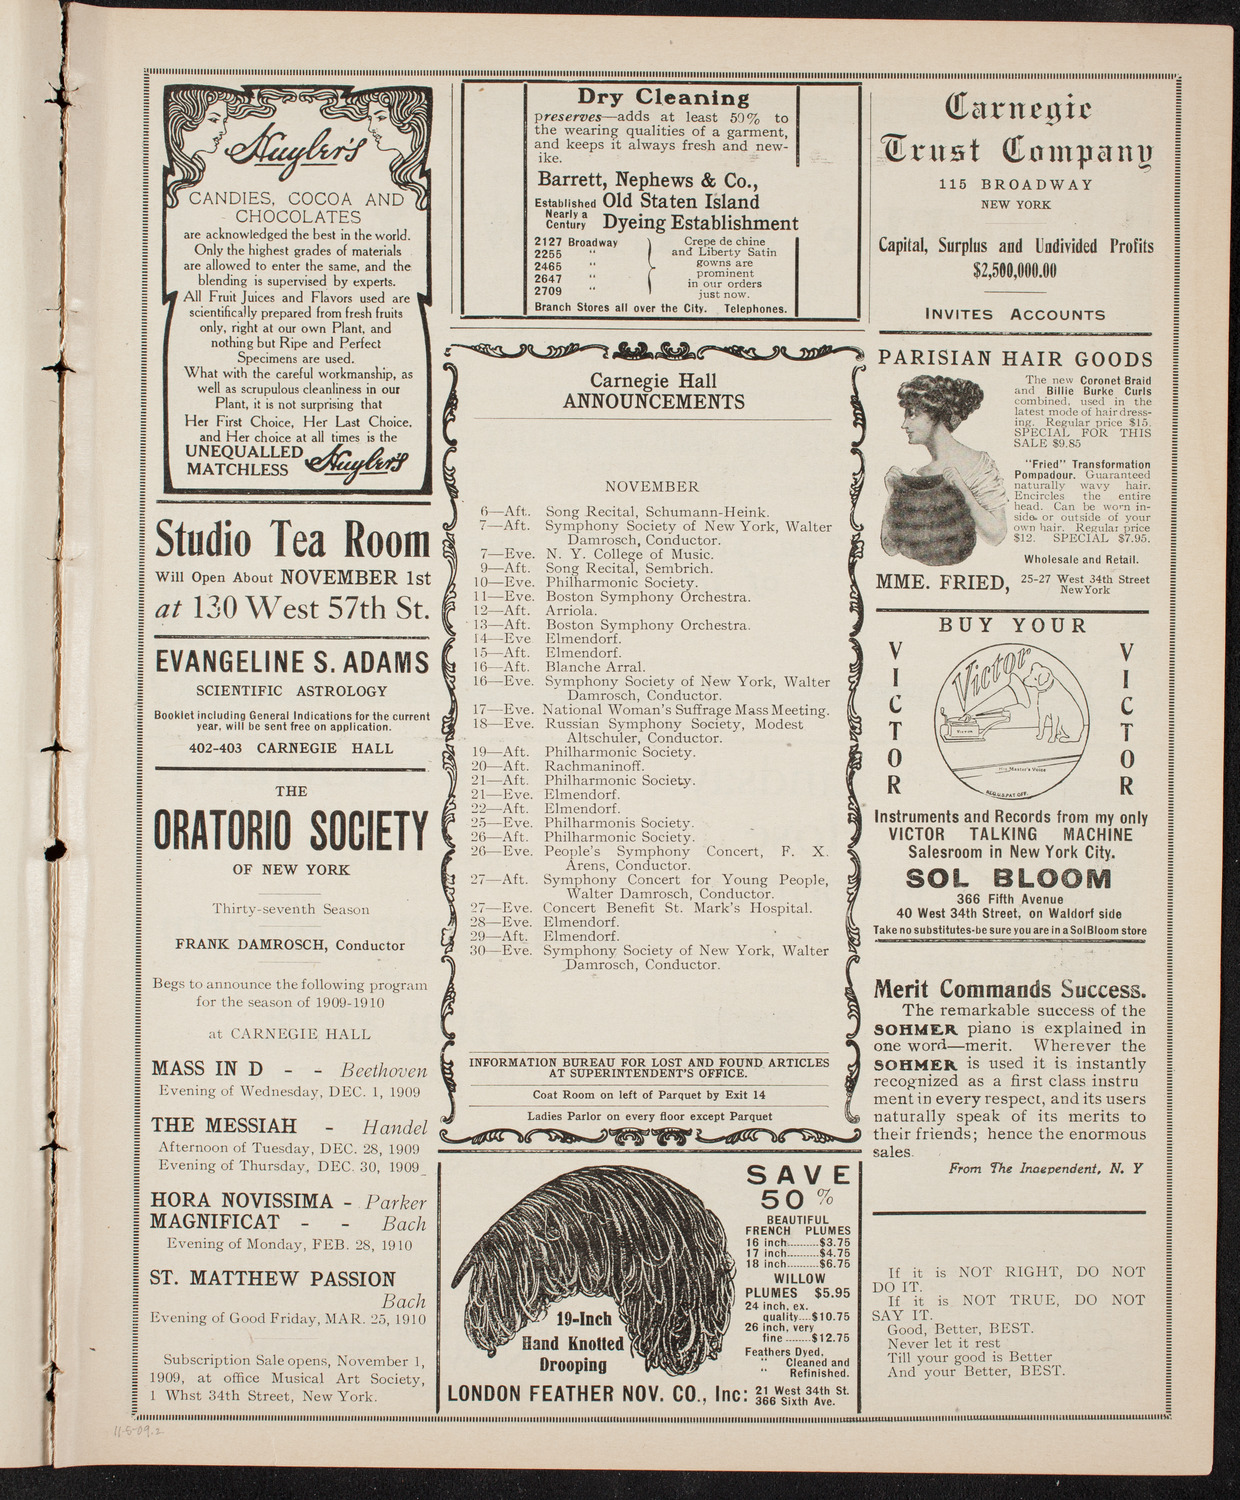 Huyler's
CANDIES, COCOA AND
CHOCOLATES
are acknowledged the best in the world.
Only the highest grades of materials
are allowed to enter the same, and the
blending is supervised by experts.
All Fruit Juices and Flavors used are
scientifically prepared from fresh fruits
only, right at our own Plant, and
nothing but Ripe and Perfect
Specimens are used.
What with the careful workmanship, as
well as scrupulous cleanliness in our
Plant, it is not surprising that
Her First Choice, Her Last Choice.
and Her choice at all times is the
UNEQUALLED
MATCHLESS Huyler's
Studio Tea Room
Will Open About NOVEMBER 1st
at 130 West 57th St.
EVANGELINE S. ADAMS
SCIENTIFIC ASTROLOGY
Booklet including General Indications for the current
year, will be sent free on application.
402-403 CARNEGIE HALL
THE
ORATORIO SOCIETY
OF NEW YORK
Thirty-seventh Season
FRANK DAMROSCH, Conductor
Begs to announce the following program
for the season of 1909-1910
at CARNEGIE HALL
MASS IN D - - Beethoven
Evening of Wednesday, DEC. 1, 1909
THE MESSIAH - Handel
Afternoon of Tuesday, DEC. 28, 1909
Evening of Thursday, DEC. 30, 1909
HORA NOVISSIMA - Parker
MAGNIFICAT - - Bach
Evening of Monday, FEB. 28, 1910
ST. MATTHEW PASSION
Bach
Evening of Good Friday, MAR. 25, 1910
Subscription Sale opens, November 1,
1909, at office Musical Art Society,
1 Whst 34th Street, New York.
Dry Cleaning
preserves—adds at least 50% to
the wearing qualities of a garment,
and keeps it always fresh and new-
ike.
Barrett, Nephews & Co.,
Established Nearly a Century Old Staten Island
Dyeing Establishment
2127 Broadway
2255 "
2465 "
2647 "
2709 "
Crepe de chine
and Liberty Satin
gowns are
prominent
in our orders
just now.
Branch Stores all over the City. Telephones.
Carnegie Hall
ANNOUNCEMENTS
NOVEMBER
6—Aft. Song Recital, Schumann-Heink.
7—Aft. Symphony Society of New York, Walter
Damrosch, Conductor.
7—Eve. N. Y. College of Music.
9—Aft. Song Recital, Sembrich.
10—Eve. Philharmonic Society.
11—Eve. Boston Symphony Orchestra.
12—Aft. Arriola.
13—Aft. Boston Symphony Orchestra.
14—Eve Elmendorf.
15—Aft. Elmendorf.
16—Aft. Blanche Arral.
16—Eve. Symphony Society of New York, Walter
Damrosch, Conductor.
17—Eve. National Woman's Suffrage Mass Meeting.
18—Eve. Russian Symphony Society, Modest
Altschuler, Conductor.
19—Aft. Philharmonic Society.
20—Aft. Rachmaninoff.
21—Aft. Philharmonic Society.
21—Eve. Elmendorf.
22—Aft. Elmendorf.
25—Eve. Philharmonis Society.
26—Aft. Philharmonic Society.
26—Eve. People's Symphony Concert, F. X.
Arens, Conductor.
27—Aft. Symphony Concert for Young People,
Walter Damrosch, Conductor.
27—Eve. Concert Benefit St. Mark's Hospital.
28—Eve. Elmendorf.
29—Aft. Elmendorf.
30—Eve. Symphony Society of New York, Walter
Damrosch, Conductor.
INFORMATION BUREAU FOR LOST AND FOUND ARTICLES
AT SUPERINTENDENT'S OFFICE.
Coat Room on left of Parquet by Exit 14
Ladies Parlor on every floor except Parquet
19-Inch
Hand Knotted
Drooping
SAVE
50 %
BEAUTIFUL
FRENCH PLUMES
16 inch.........$3.75
17 inch.........$4.75
18 inch.........$6.75
WILLOW
PLUMES $5.95
24 inch, ex.
quality....$10.75
26 inch, very
fine .......$12.75
Feathers Dyed.
" Cleaned and
" Refinished.
LONDON FEATHER NOV. CO., Inc: 21 West 34th St.
366 Sixth Ave.
Carnegie
Trust Company
115 BROADWAY
NEW YORK
Capital, Surplus and Undivided Profits
$2,500,000.00
INVITES ACCOUNTS
PARISIAN HAIR GOODS
The new Coronet Braid
and Billie Burke Curls
combined, used in the
latest mode of hair dress-
ing. Regular price $15.
SPECIAL FOR THIS
SALE $9.85
"Fried" Transformation
Pompadour. Guaranteed
naturally wavy hair.
Encircles the entire
head. Can be worn in-
side or outside of your
own hair. Regular price
$12. SPECIAL $7.95.
Wholesale and Retail.
MME. FRIED, 25-27 West 34th Street
New York
BUY YOUR
VICTOR
Victor
Victor
His Master's Voice
REG.U.S.PAT.OFF.
VICTOR
Instruments and Records from my only
VICTOR TALKING MACHINE
Salesroom in New York City.
SOL BLOOM
366 Fifth Avenue
40 West 34th Street, on Waldorf side
Take no substitutes-be sure you are in a Sol Bloom store
Merit Commands Success.
The remarkable success of the
SOHMER piano is explained in
one word—merit. Wherever the
SOHMER is used it is instantly
recognized as a first class instru
ment in every respect, and its users
naturally speak of its merits to
their friends; hence the enormous
sales.
From The Independent, N. Y
If it is NOT RIGHT, DO NOT
DO IT.
If it is NOT TRUE, DO NOT
SAY IT.
Good, Better, BEST.
Never let it rest
Till your good is Better
And your Better, BEST.
11-5-09.2